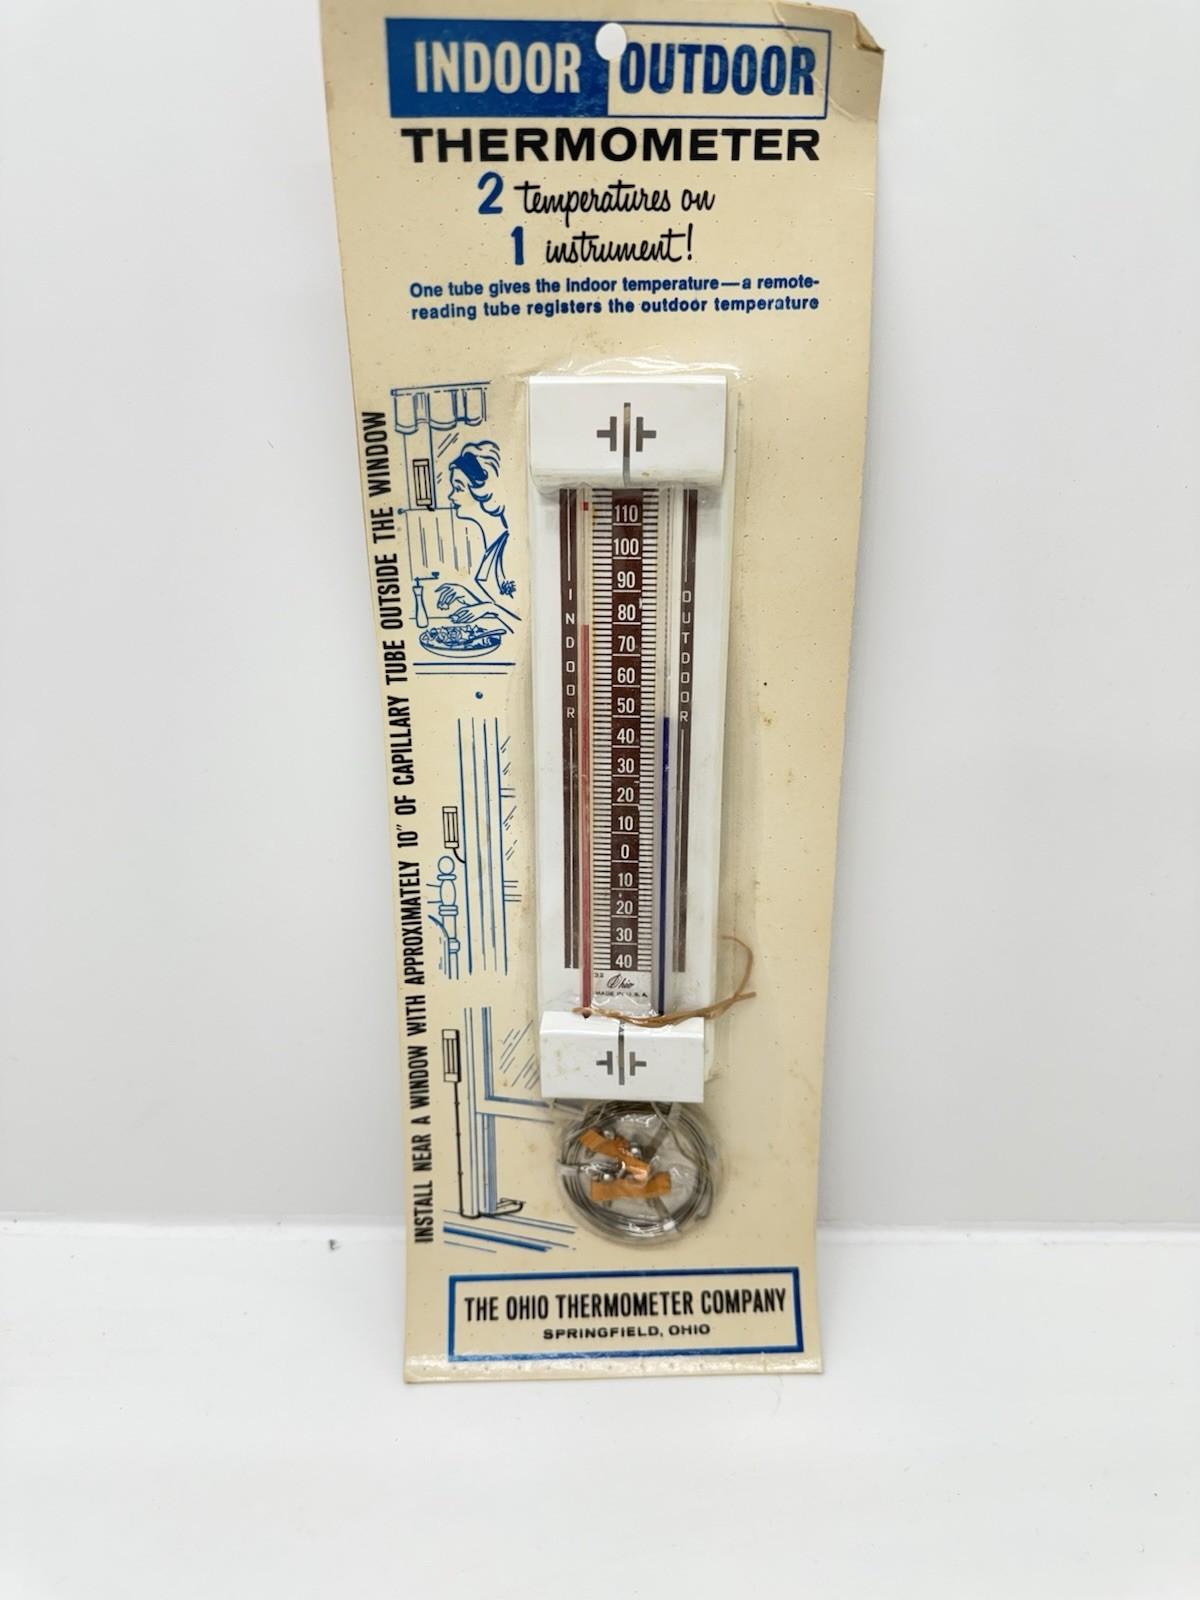 INDOOR OUTDOOR
THERMOMETER
2 temperatures on
1 instrument!
One tube gives the indoor temperature—a remote-
reading tube registers the outdoor temperature
INSTALL NEAR A WINDOW WITH APPROXIMATELY 10" OF CAPILLARY TUBE OUTSIDE THE WINDOW
INDOOR
110
100
90
80
70
60
50
40
30
20
10
0
10
20
30
40
OUTDOOR
33
Ohio
MADE IN U.S.A.
THE OHIO THERMOMETER COMPANY
SPRINGFIELD, OHIO